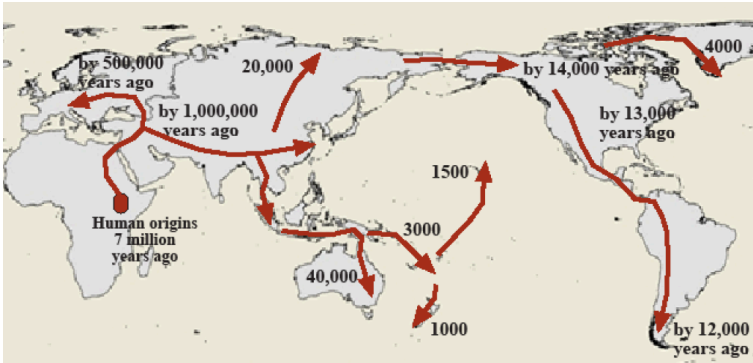 by 500,000
years ago
20,000
by 1,000,000
years ago
by 14,000 years ago
4000
by 13,000
years ago
Human origins
7 million
years ago
1500
3000
40,000
1000
by 12,000
years ago